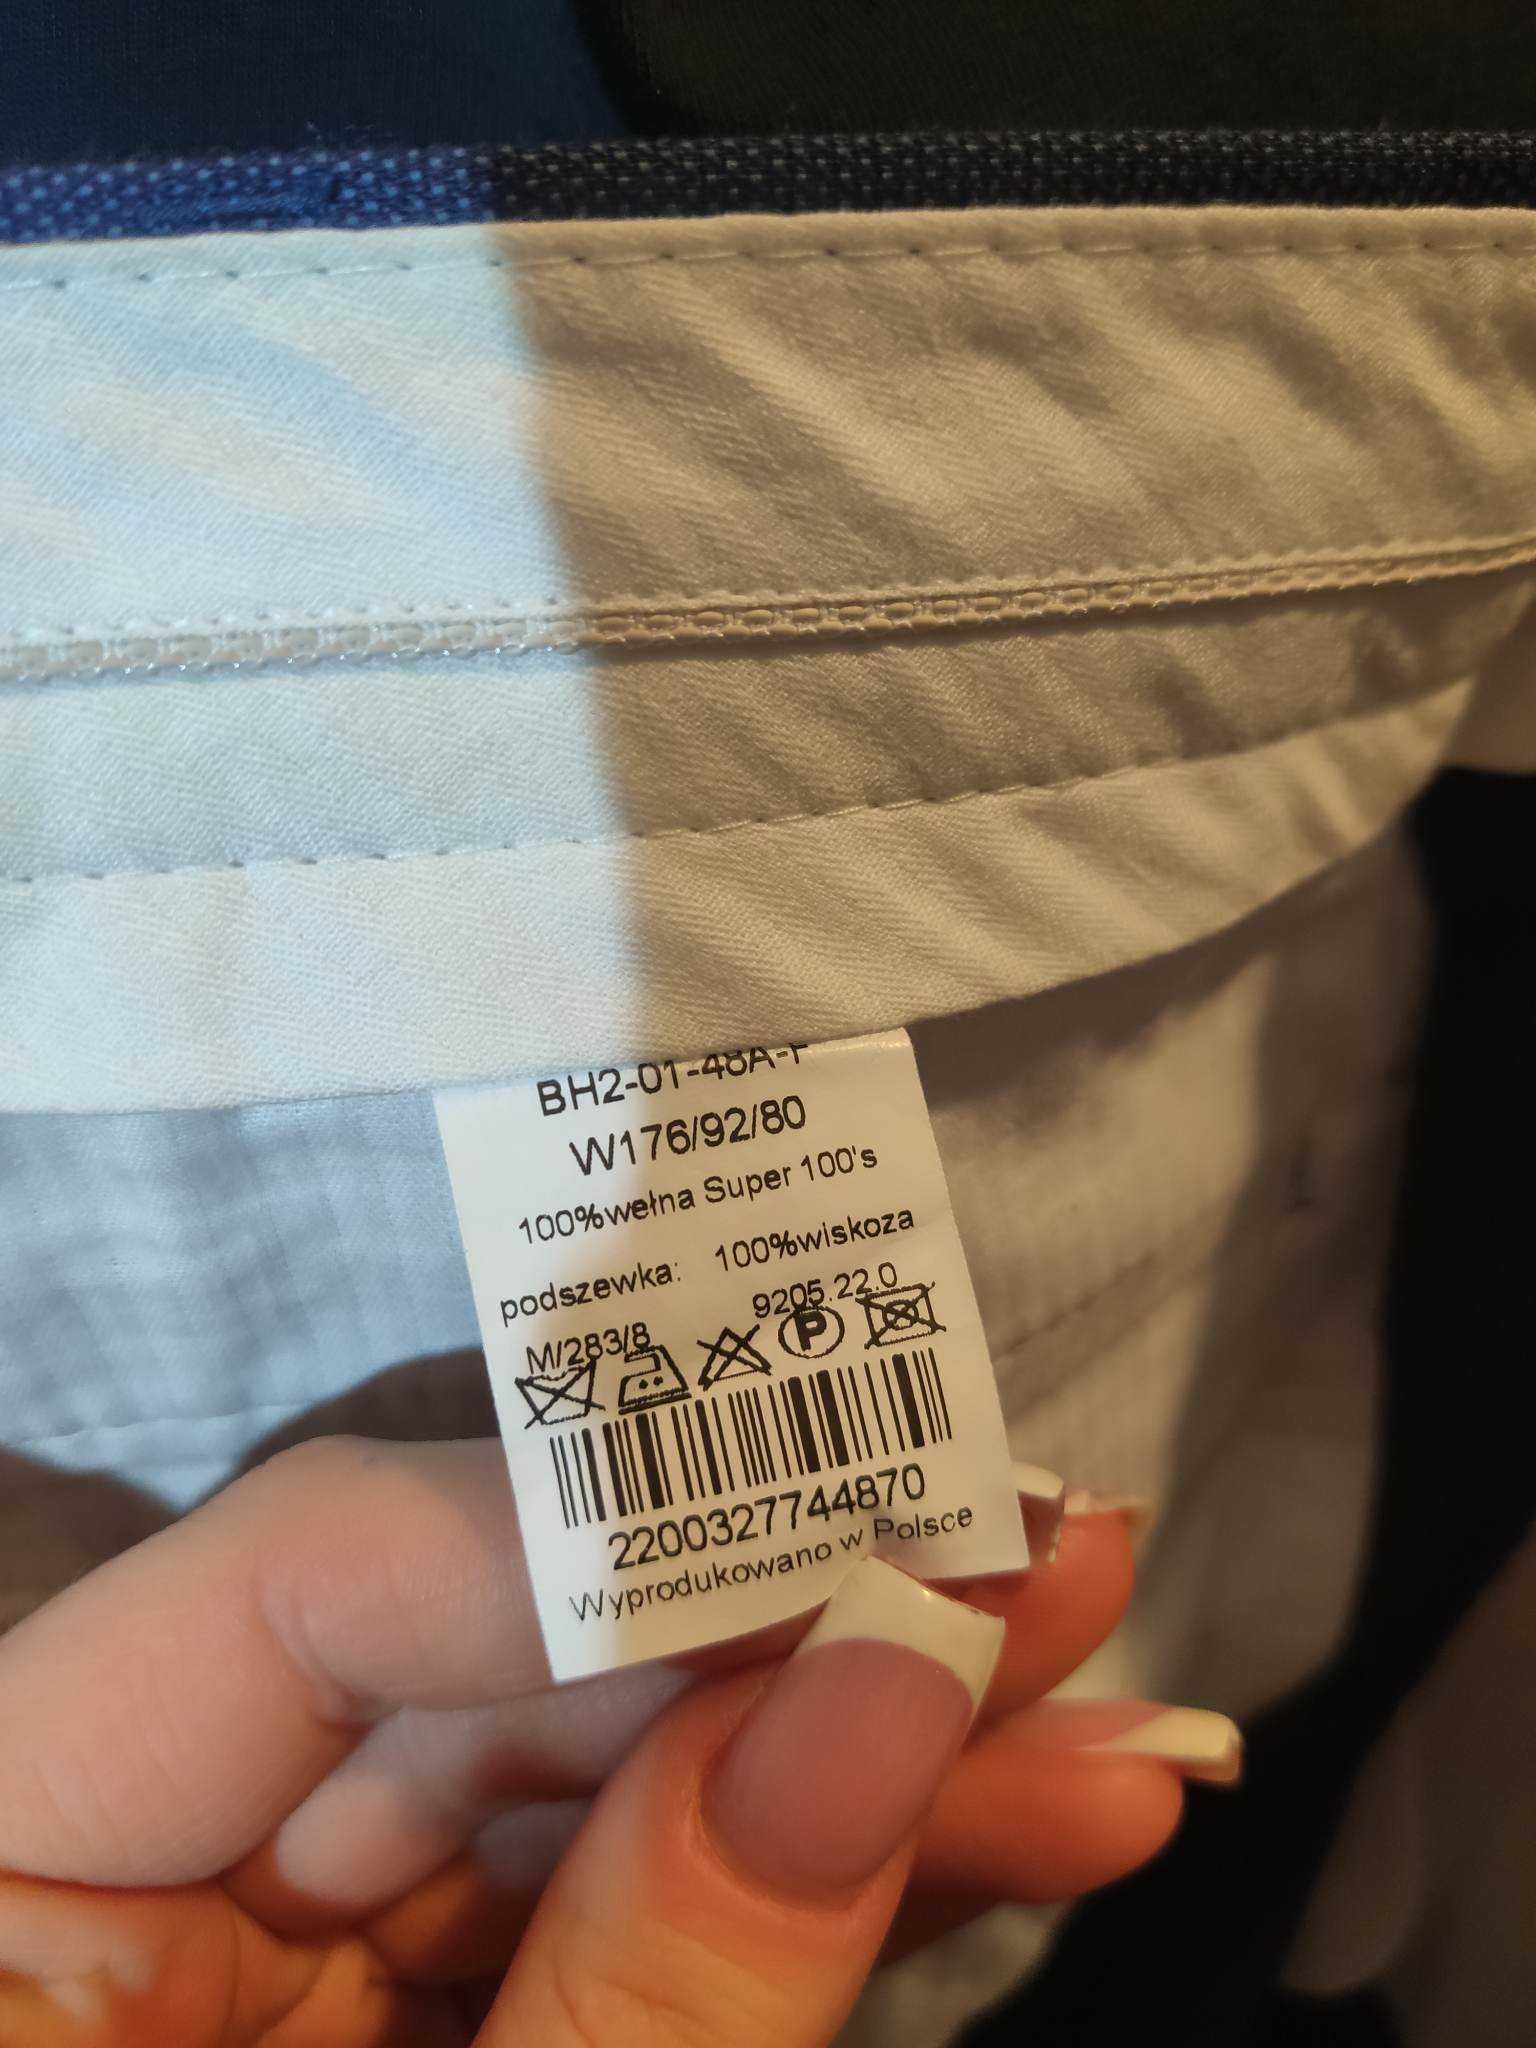 BH2-01-48A-F
W176/92/80
100%wełna Super 100's
podszewka: 100%wiskoza
9205.22.0
M/283/8
P
2200327744870
Wyprodukowano w Polsce